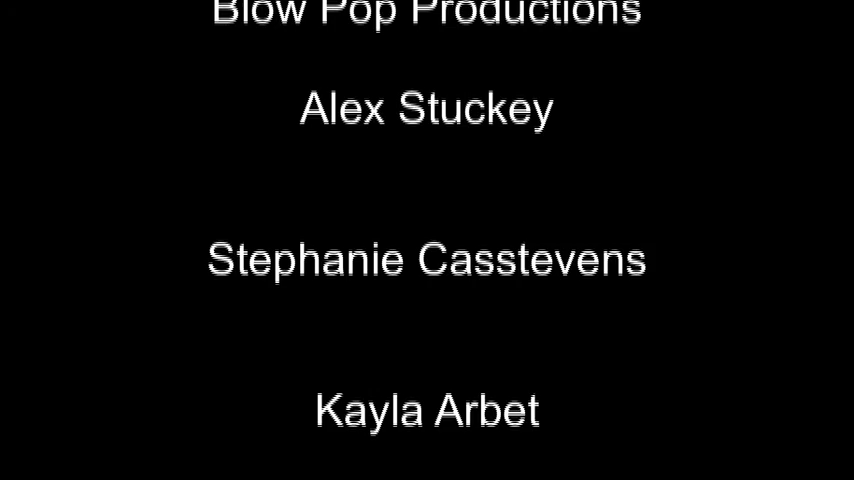 Blow Pop Productions
Alex Stuckey
Stephanie Casstevens
Kayla Arbet